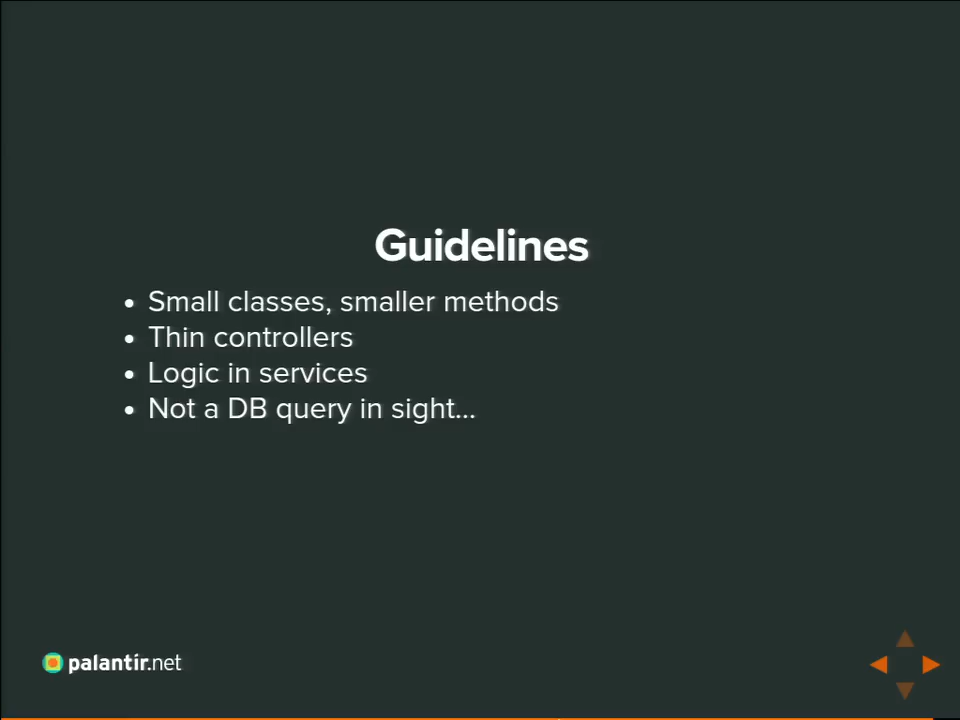 Guidelines
• Small classes, smaller methods
• Thin controllers
• Logic in services
• Not a DB query in sight...
palantir.net